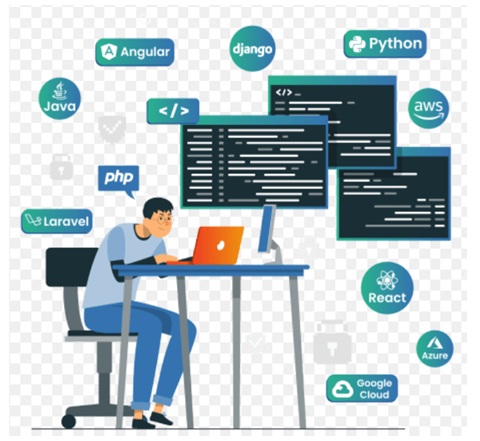 Angular
django
Python
Java
</>
</>_
aws
php
Laravel
React
Azure
Google
Cloud